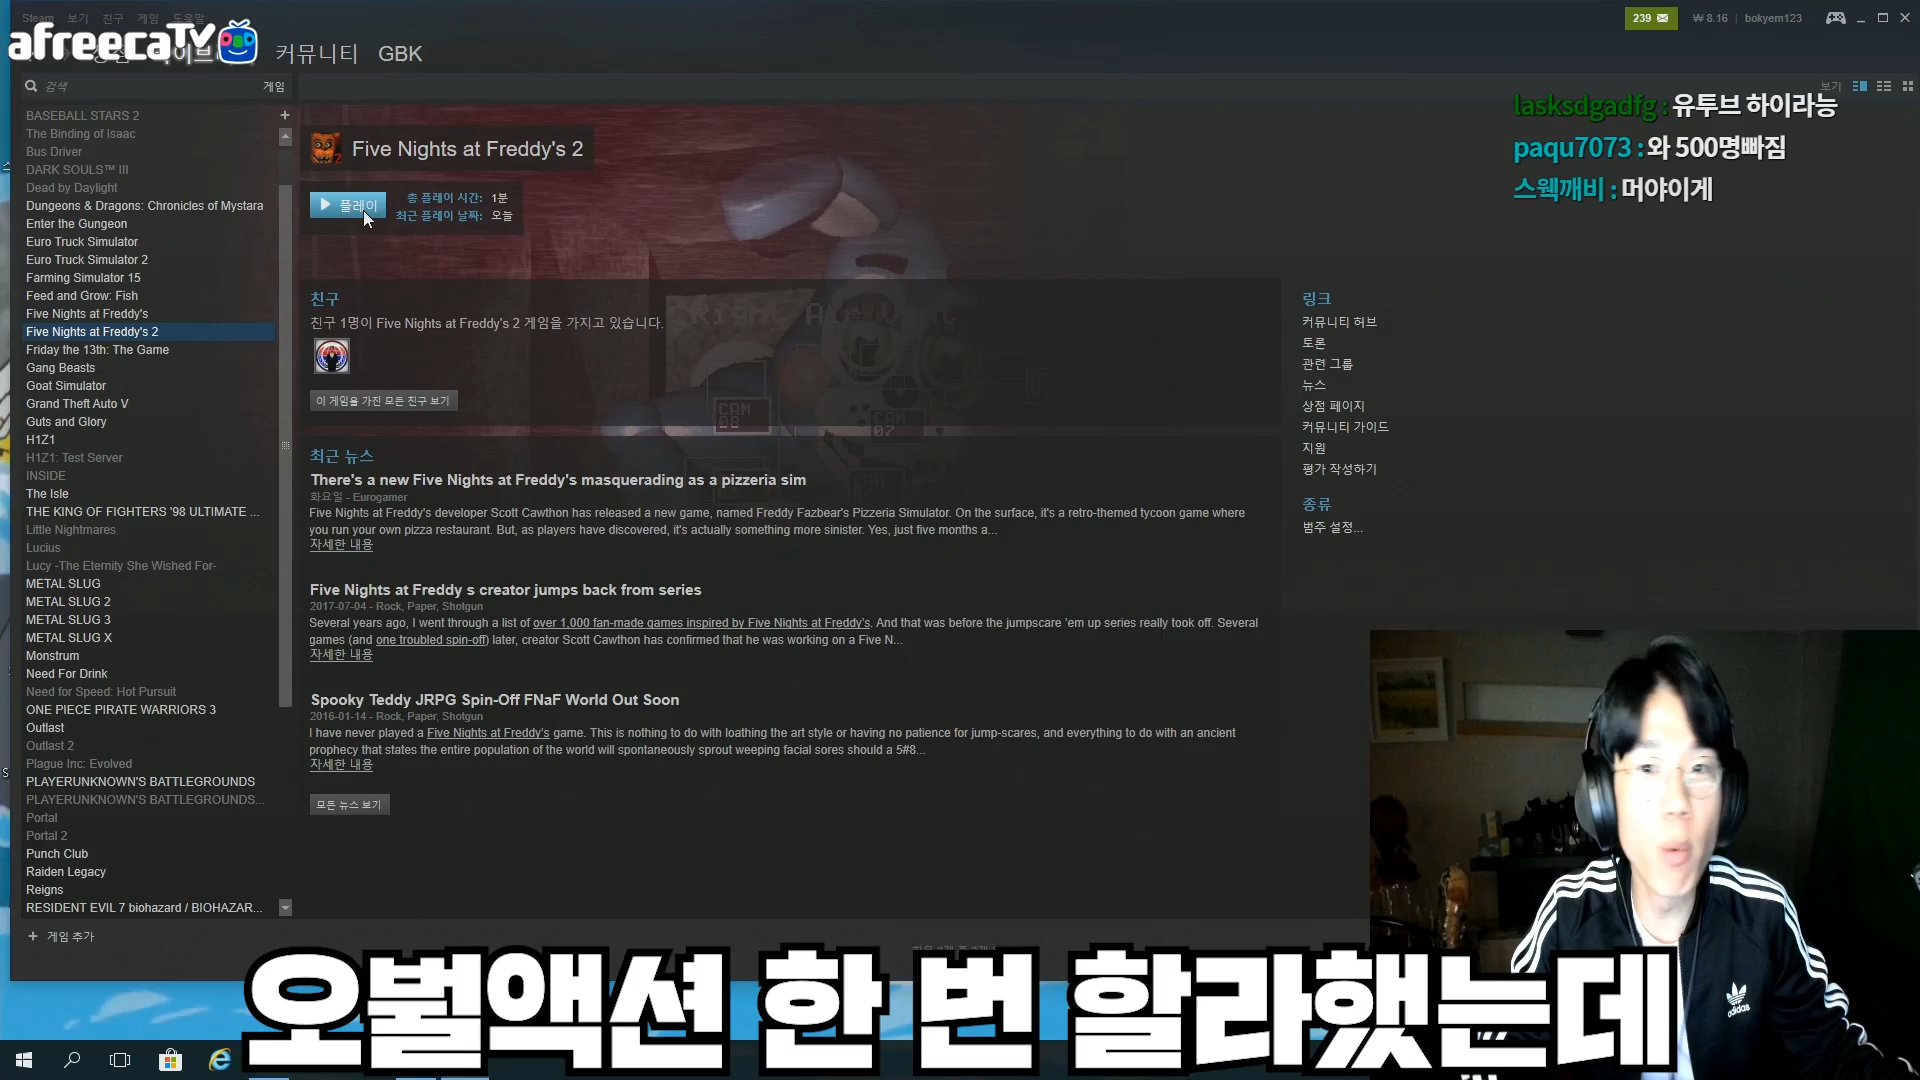 Steam 보기 친구 게임 도움말
afreecaTV
커뮤니티 GBK
239
₩ 8.16
bokyem123
검색
게임
보기
lasksdgadfg : 유투브 하이라능
paqu7073 : 와 500명빠짐
스웩깨비 : 머야이게
BASEBALL STARS 2
The Binding of Isaac
Bus Driver
DARK SOULS™ III
Dead by Daylight
Dungeons & Dragons: Chronicles of Mystara
Enter the Gungeon
Euro Truck Simulator
Euro Truck Simulator 2
Farming Simulator 15
Feed and Grow: Fish
Five Nights at Freddy's
Five Nights at Freddy's 2
Friday the 13th: The Game
Gang Beasts
Goat Simulator
Grand Theft Auto V
Guts and Glory
H1Z1
H1Z1: Test Server
INSIDE
The Isle
THE KING OF FIGHTERS '98 ULTIMATE ...
Little Nightmares
Lucius
Lucy -The Eternity She Wished For-
METAL SLUG
METAL SLUG 2
METAL SLUG 3
METAL SLUG X
Monstrum
Need For Drink
Need for Speed: Hot Pursuit
ONE PIECE PIRATE WARRIORS 3
Outlast
Outlast 2
Plague Inc: Evolved
PLAYERUNKNOWN'S BATTLEGROUNDS
PLAYERUNKNOWN'S BATTLEGROUNDS...
Portal
Portal 2
Punch Club
Raiden Legacy
Reigns
RESIDENT EVIL 7 biohazard / BIOHAZAR...
+ 게임 추가
Five Nights at Freddy's 2
플레이
총 플레이 시간: 1분
최근 플레이 날짜: 오늘
친구
친구 1명이 Five Nights at Freddy's 2 게임을 가지고 있습니다.
이 게임을 가진 모든 친구 보기
CAM 08
CAM 07
최근 뉴스
There's a new Five Nights at Freddy's masquerading as a pizzeria sim
화요일 - Eurogamer
Five Nights at Freddy's developer Scott Cawthon has released a new game, named Freddy Fazbear's Pizzeria Simulator. On the surface, it's a retro-themed tycoon game where
you run your own pizza restaurant. But, as players have discovered, it's actually something more sinister. Yes, just five months a...
자세한 내용
Five Nights at Freddy s creator jumps back from series
2017-07-04 - Rock, Paper, Shotgun
Several years ago, I went through a list of over 1,000 fan-made games inspired by Five Nights at Freddy's. And that was before the jumpscare 'em up series really took off. Several
games (and one troubled spin-off) later, creator Scott Cawthon has confirmed that he was working on a Five N...
자세한 내용
Spooky Teddy JRPG Spin-Off FNaF World Out Soon
2016-01-14 - Rock, Paper, Shotgun
I have never played a Five Nights at Freddy's game. This is nothing to do with loathing the art style or having no patience for jump-scares, and everything to do with an ancient
prophecy that states the entire population of the world will spontaneously sprout weeping facial sores should a 5#8...
자세한 내용
모든 뉴스 보기
링크
커뮤니티 허브
토론
관련 그룹
뉴스
상점 페이지
커뮤니티 가이드
지원
평가 작성하기
종류
범주 설정...
adidas
오붤액션 한 번 할라했는데